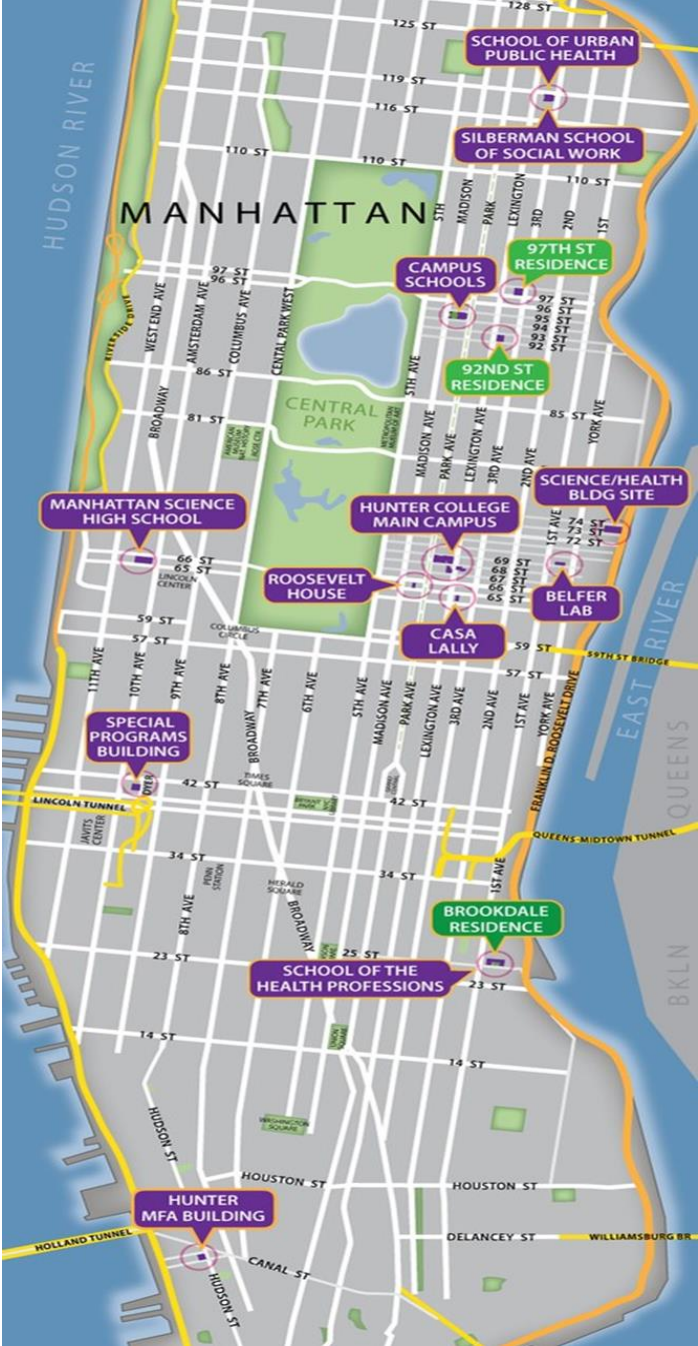 128 ST
125 ST
SCHOOL OF URBAN
PUBLIC HEALTH
119 ST
116 ST
SILBERMAN SCHOOL
OF SOCIAL WORK
HUDSON RIVER
110 ST
110 ST
110 ST
MANHATTAN
5TH
MADISON
PARK
LEXINGTON
3RD
2ND
1ST
97TH ST
RESIDENCE
CAMPUS
SCHOOLS
97 ST
96 ST
97 ST
96 ST
95 ST
94 ST
93 ST
92 ST
RIVERSIDE DRIVE
WEST END AVE
AMSTERDAM AVE
COLUMBUS AVE
CENTAL PARK WEST
5TH AVE
92ND ST
RESIDENCE
86 ST
BROADWAY
CENTRAL
PARK
81 ST
85 ST
YORK AVE
MADISON AVE
PARK AVE
LEXINGTON AVE
3RD AVE
2ND AVE
SCIENCE/HEALTH
BLDG SITE
MANHATTAN SCIENCE
HIGH SCHOOL
HUNTER COLLEGE
MAIN CAMPUS
1ST AVE
74 ST
73 ST
72 ST
66 ST
65 ST
LINCOLN
CENTER
69 ST
68 ST
67 ST
66 ST
65 ST
ROOSEVELT
HOUSE
BELFER
LAB
CASA
LALLY
59 ST
57 ST
COLUMBUS
CIRCLE
59 ST
59TH ST BRIDGE
57 ST
EAST RIVER
QUEENS
11TH AVE
10TH AVE
9TH AVE
8TH AVE
7TH AVE
6TH AVE
5TH AVE
MADISON AVE
PARK AVE
LEXINGTON AVE
3RD AVE
2ND AVE
1ST AVE
YORK AVE
FRANKLIN D. ROOSEVELT DRIVE
SPECIAL
PROGRAMS
BUILDING
BROADWAY
DYER
42 ST
TIMES
SQUARE
42 ST
LINCOLN TUNNEL
JAVITS
CENTER
QUEENS-MIDTOWN TUNNEL
34 ST
PENN
STATION
34 ST
HERALD
SQUARE
1ST AVE
8TH AVE
BROADWAY
BROOKDALE
RESIDENCE
23 ST
25 ST
SCHOOL OF THE
HEALTH PROFESSIONS
23 ST
BKLN
14 ST
UNION
SQUARE
14 ST
WASHINGTON
SQUARE
HUDSON ST
HOUSTON ST
HOUSTON ST
HUNTER
MFA BUILDING
HOLLAND TUNNEL
DELANCEY ST
WILLIAMSBURG BR
CANAL ST
HUDSON ST